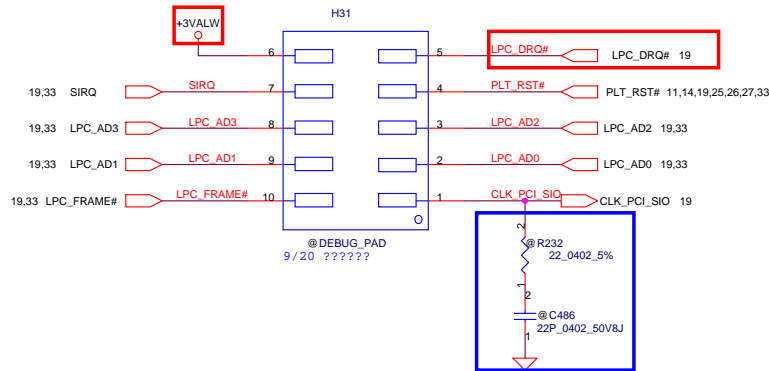 H31
+3VALW
6
5
LPC_DRQ#
LPC_DRQ# 19
19,33 SIRQ
SIRQ
7
4
PLT_RST#
PLT_RST# 11,14,19,25,26,27,33
19,33 LPC_AD3
LPC_AD3
8
3
LPC_AD2
LPC_AD2 19,33
19,33 LPC_AD1
LPC_AD1
9
2
LPC_AD0
LPC_AD0 19,33
19,33 LPC_FRAME#
LPC_FRAME#
10
1
CLK_PCI_SIO
CLK_PCI_SIO 19
@DEBUG_PAD
9/20 ??????
2
@R232
22_0402_5%
1
2
@C486
22P_0402_50V8J
1